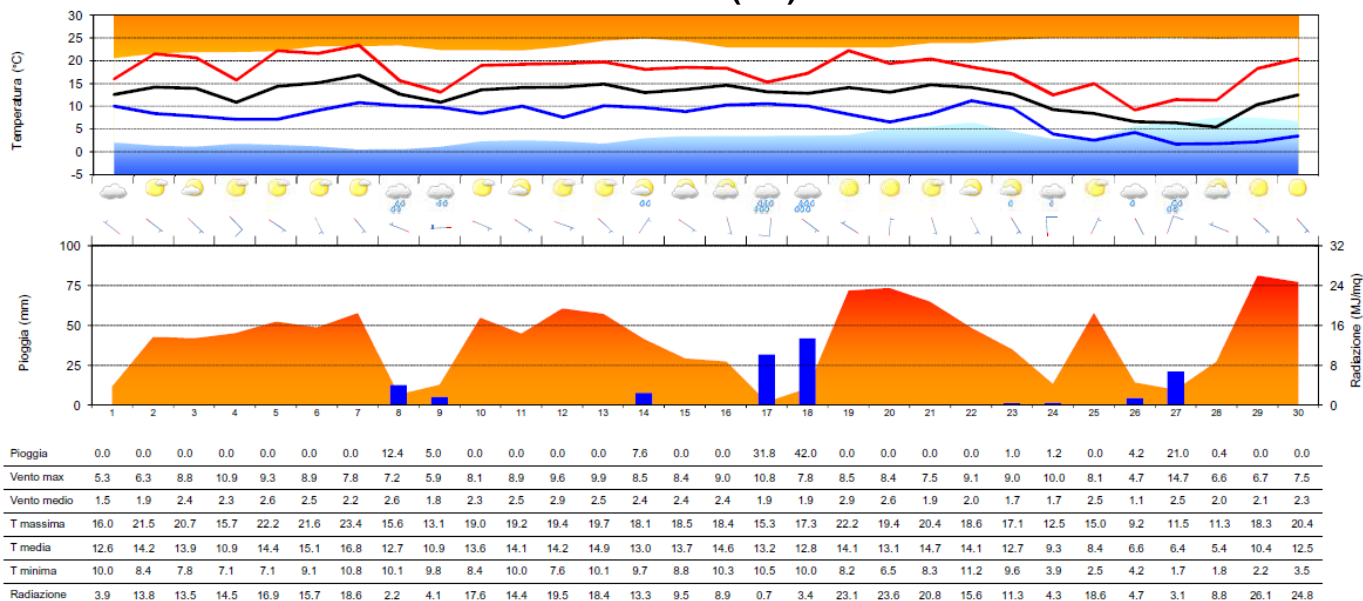 ( )
30
25
20
15
10
5
0
-5
Temperatura (°C)
100
75
50
25
0
Pioggia (mm)
32
24
16
8
0
Radiazione (MJ/mq)
1 2 3 4 5 6 7 8 9 10 11 12 13 14 15 16 17 18 19 20 21 22 23 24 25 26 27 28 29 30
Pioggia 0.0 0.0 0.0 0.0 0.0 0.0 0.0 12.4 5.0 0.0 0.0 0.0 0.0 7.6 0.0 0.0 31.8 42.0 0.0 0.0 0.0 0.0 1.0 1.2 0.0 4.2 21.0 0.4 0.0 0.0
Vento max 5.3 6.3 8.8 10.9 9.3 8.9 7.8 7.2 5.9 8.1 8.9 9.6 9.9 8.5 8.4 9.0 10.8 7.8 8.5 8.4 7.5 9.1 9.0 10.0 8.1 4.7 14.7 6.6 6.7 7.5
Vento medio 1.5 1.9 2.4 2.3 2.6 2.5 2.2 2.6 1.8 2.3 2.5 2.9 2.5 2.4 2.4 2.4 1.9 1.9 2.9 2.6 1.9 2.0 1.7 1.7 2.5 1.1 2.5 2.0 2.1 2.3
T massima 16.0 21.5 20.7 15.7 22.2 21.6 23.4 15.6 13.1 19.0 19.2 19.4 19.7 18.1 18.5 18.4 15.3 17.3 22.2 19.4 20.4 18.6 17.1 12.5 15.0 9.2 11.5 11.3 18.3 20.4
T media 12.6 14.2 13.9 10.9 14.4 15.1 16.8 12.7 10.9 13.6 14.1 14.2 14.9 13.0 13.7 14.6 13.2 12.8 14.1 13.1 14.7 14.1 12.7 9.3 8.4 6.6 6.4 5.4 10.4 12.5
T minima 10.0 8.4 7.8 7.1 7.1 9.1 10.8 10.1 9.8 8.4 10.0 7.6 10.1 9.7 8.8 10.3 10.5 10.0 8.2 6.5 8.3 11.2 9.6 3.9 2.5 4.2 1.7 1.8 2.2 3.5
Radiazione 3.9 13.8 13.5 14.5 16.9 15.7 18.6 2.2 4.1 17.6 14.4 19.5 18.4 13.3 9.5 8.9 0.7 3.4 23.1 23.6 20.8 15.6 11.3 4.3 18.6 4.7 3.1 8.8 26.1 24.8